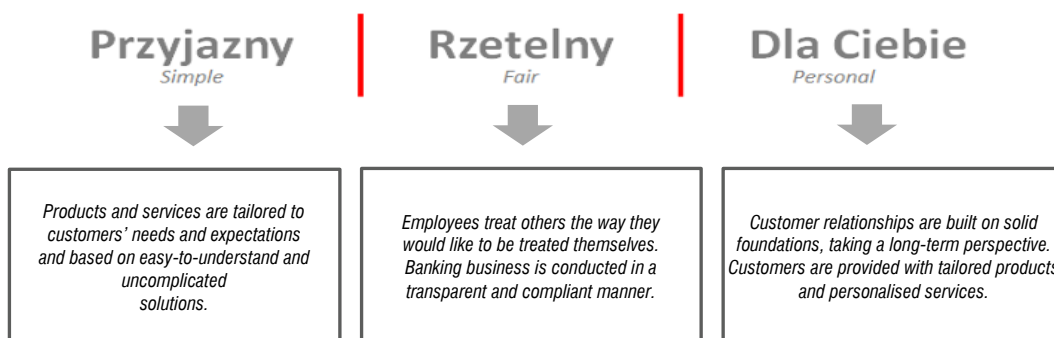 Przyjazny
Simple
Rzetelny
Fair
Dla Ciebie
Personal
Products and services are tailored to
customers' needs and expectations
and based on easy-to-understand and
uncomplicated
solutions.
Employees treat others the way they
would like to be treated themselves.
Banking business is conducted in a
transparent and compliant manner.
Customer relationships are built on solid
foundations, taking a long-term perspective.
Customers are provided with tailored products
and personalised services.